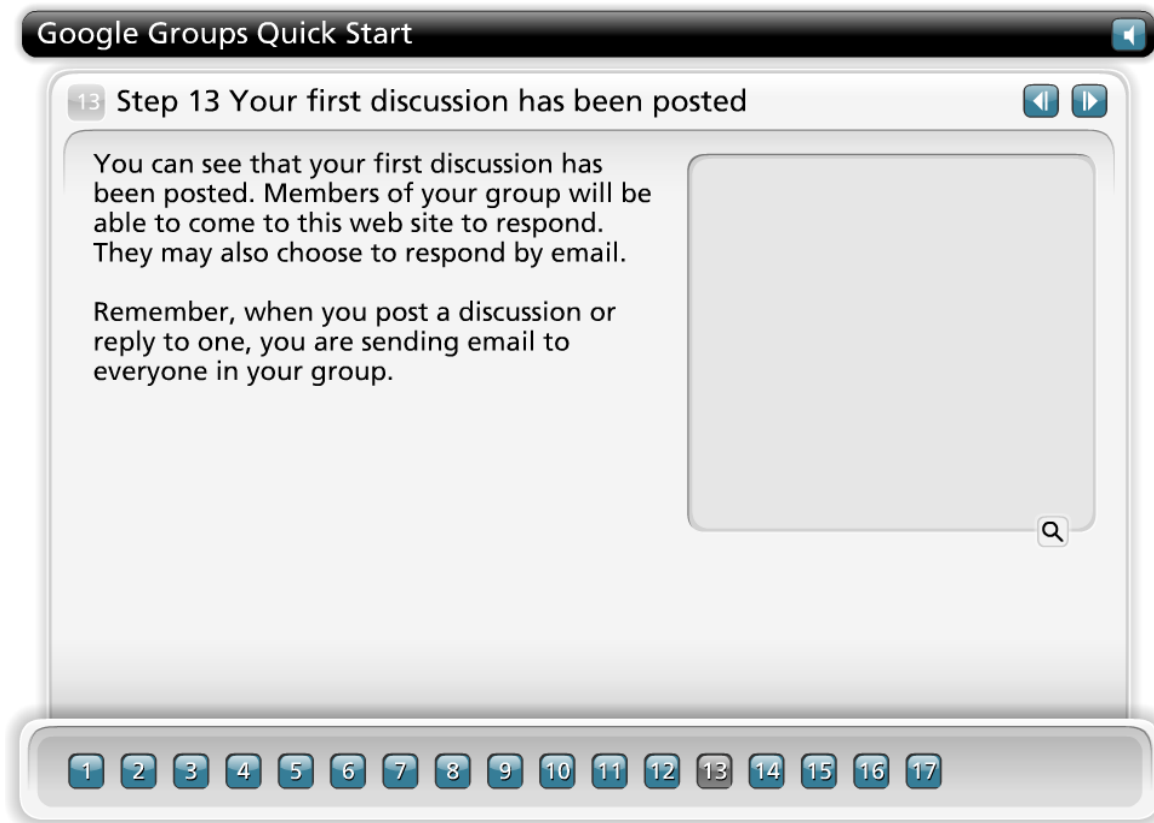 Google Groups Quick Start
13 Step 13 Your first discussion has been posted
You can see that your first discussion has
been posted. Members of your group will be
able to come to this web site to respond.
They may also choose to respond by email.
Remember, when you post a discussion or
reply to one, you are sending email to
everyone in your group.
1 2 3 4 5 6 7 8 9 10 11 12 13 14 15 16 17